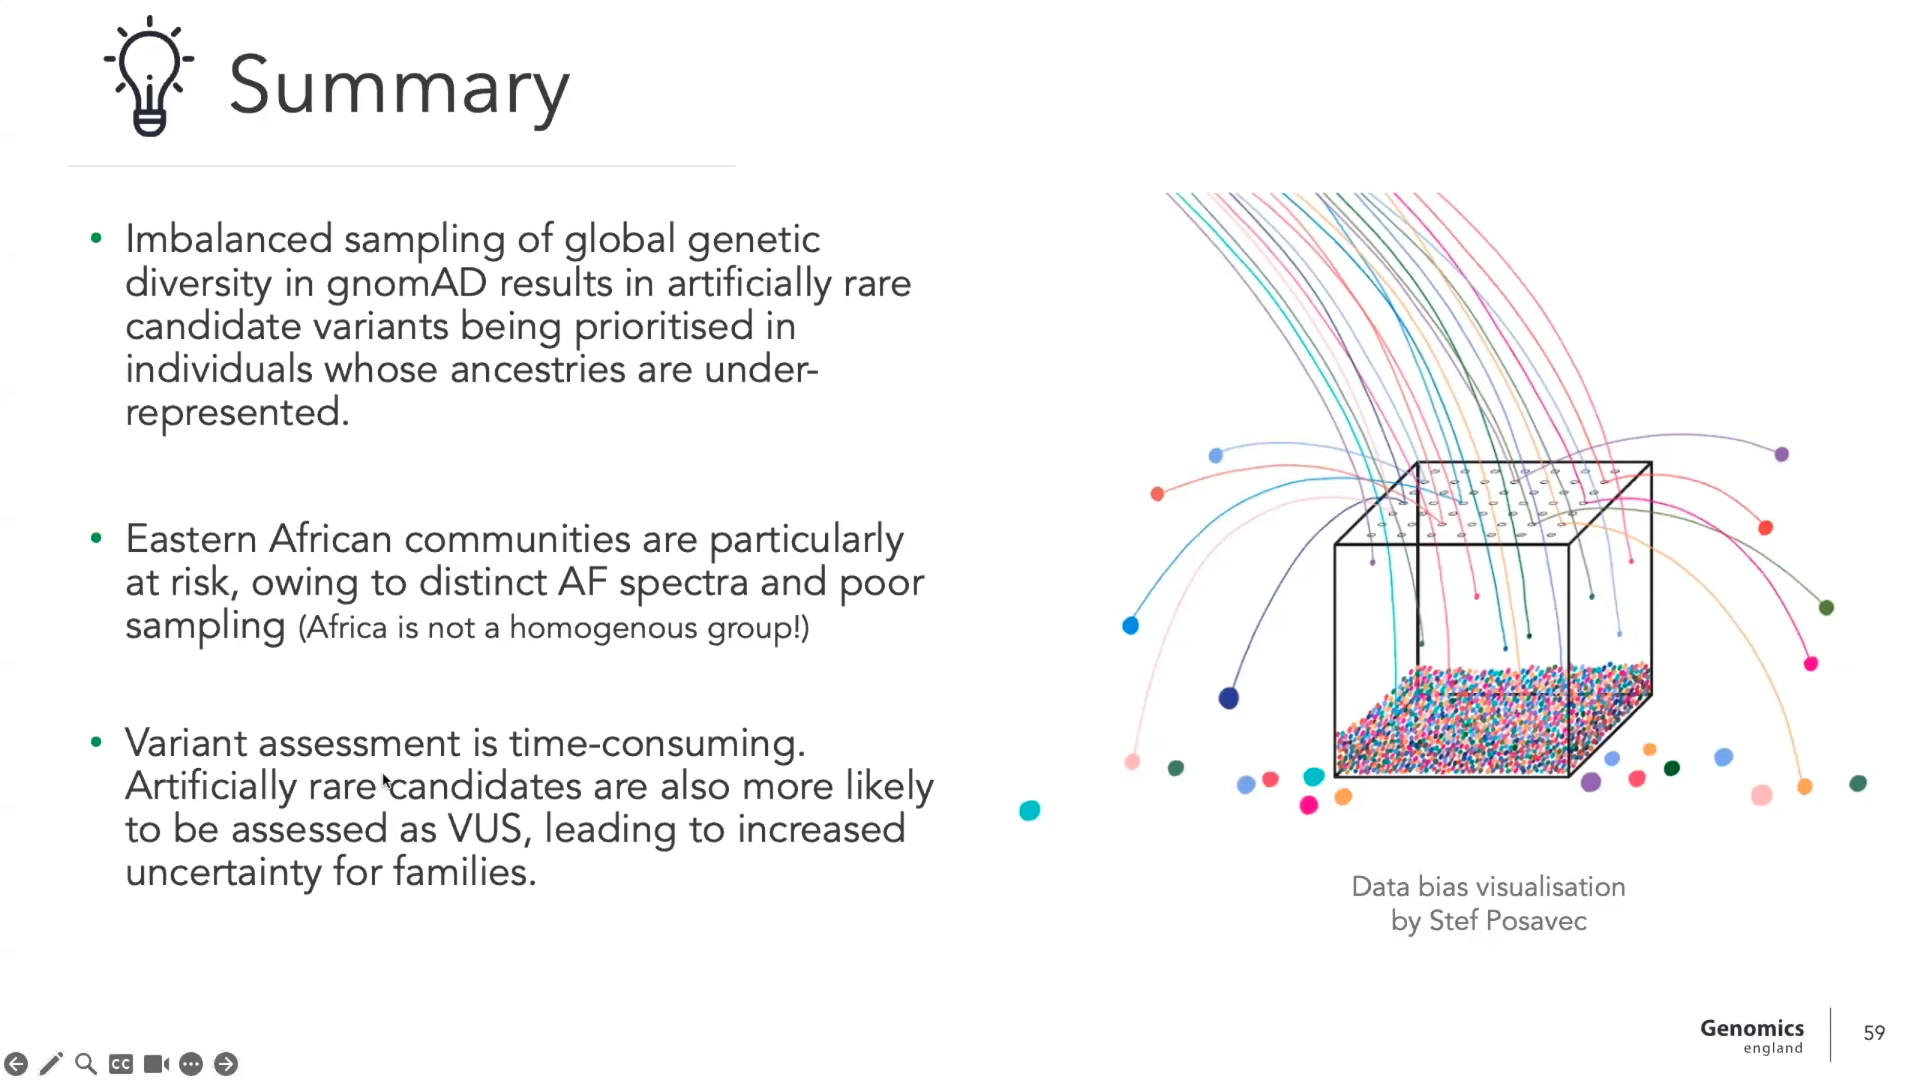 Summary
• Imbalanced sampling of global genetic
diversity in gnomAD results in artificially rare
candidate variants being prioritised in
individuals whose ancestries are under-
represented.
• Eastern African communities are particularly
at risk, owing to distinct AF spectra and poor
sampling (Africa is not a homogenous group!)
• Variant assessment is time-consuming.
Artificially rare candidates are also more likely
to be assessed as VUS, leading to increased
uncertainty for families.
Data bias visualisation
by Stef Posavec
Genomics
england
59
CC